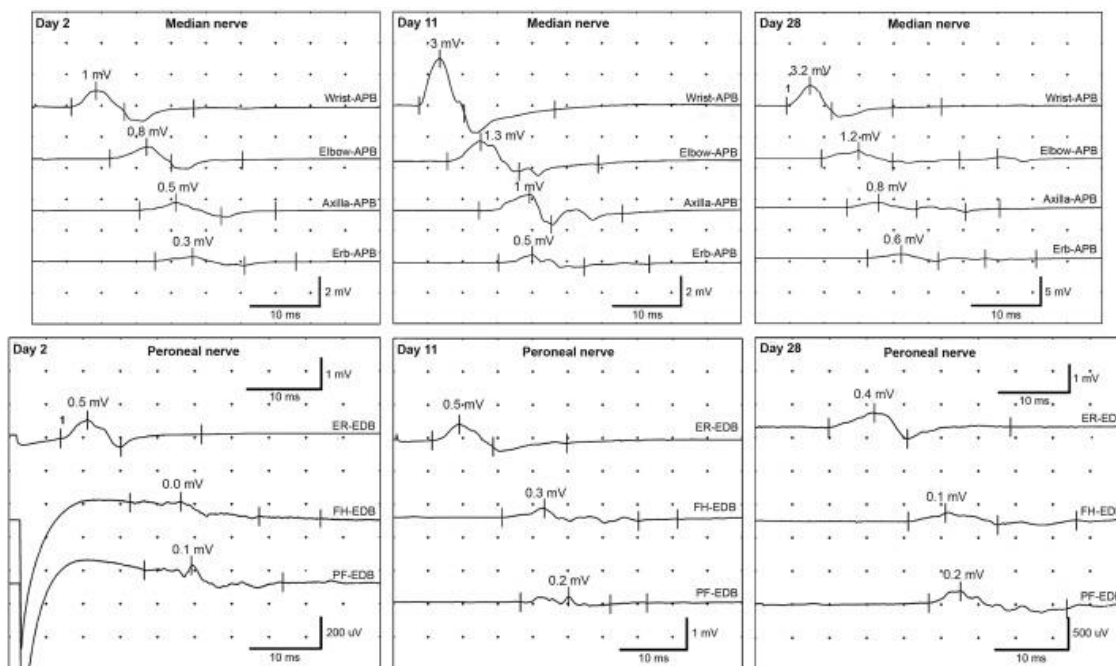 Day 2 Median nerve
1 mV
Wrist-APB
0,8 mV
Elbow-APB
0.5 mV
Axilla-APB
0.3 mV
Erb-APB
2 mV
10 ms
Day 11 Median nerve
3 mV
Wrist-APB
1.3 mV
Elbow-APB
1 mV
Axilla-APB
0.5 mV
Erb-APB
2 mV
10 ms
Day 28 Median nerve
3.2 mV
1
Wrist-APB
1.2 mV
Elbow-APB
0.8 mV
Axilla-APB
0.6 mV
Erb-APB
5 mV
10 ms
Day 2 Peroneal nerve
1 mV
10 ms
0.5 mV
1
ER-EDB
0.0 mV
FH-EDB
0.1 mV
PF-EDB
200 uV
10 ms
Day 11 Peroneal nerve
0.5 mV
ER-EDB
0.3 mV
FH-EDB
0.2 mV
PF-EDB
1 mV
10 ms
Day 28 Peroneal nerve
1 mV
10 ms
0.4 mV
ER-EDB
0.1 mV
FH-EDB
0.2 mV
PF-EDB
500 uV
10 ms